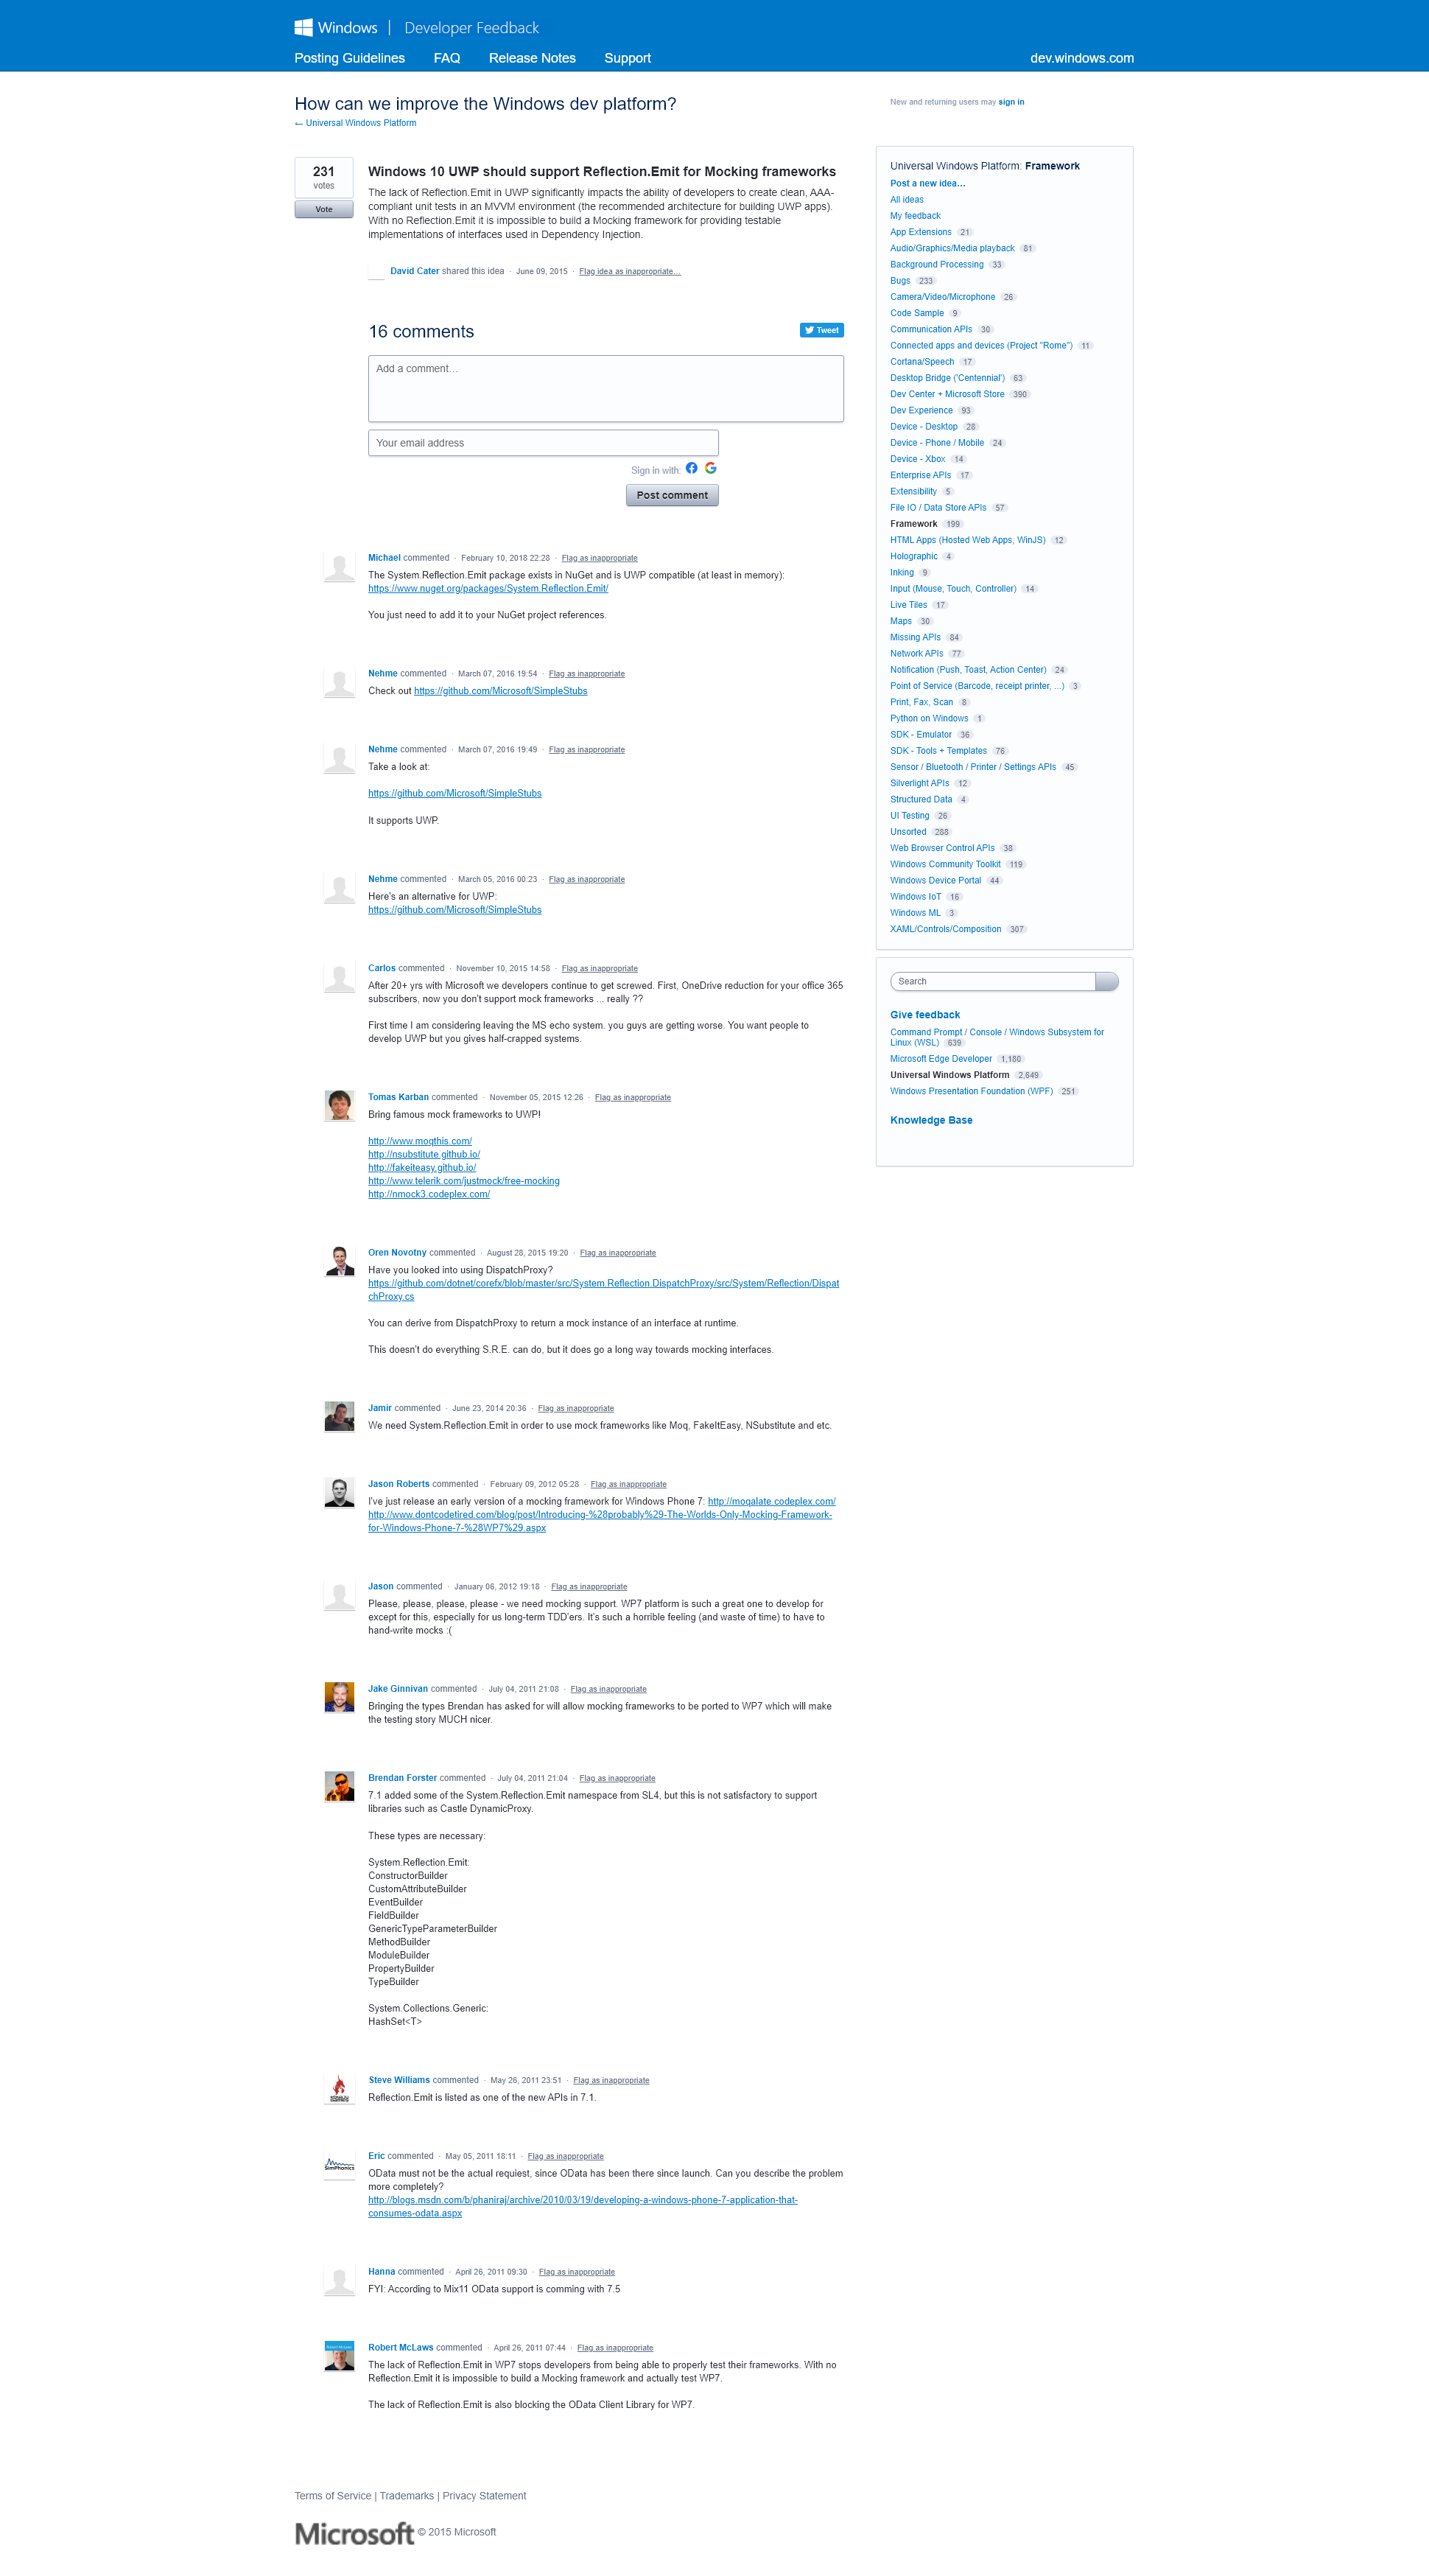 Windows | Developer Feedback
Posting Guidelines FAQ Release Notes Support dev.windows.com
How can we improve the Windows dev platform?
← Universal Windows Platform
New and returning users may sign in
231
votes
Vote
Windows 10 UWP should support Reflection.Emit for Mocking frameworks
The lack of Reflection.Emit in UWP significantly impacts the ability of developers to create clean, AAA-
compliant unit tests in an MVVM environment (the recommended architecture for building UWP apps).
With no Reflection.Emit it is impossible to build a Mocking framework for providing testable
implementations of interfaces used in Dependency Injection.
David Cater shared this idea · June 09, 2015 · Flag idea as inappropriate…
16 comments
Tweet
Add a comment…
Your email address
Sign in with:
Post comment
Michael commented · February 10, 2018 22:28 · Flag as inappropriate
The System.Reflection.Emit package exists in NuGet and is UWP compatible (at least in memory):
https://www.nuget.org/packages/System.Reflection.Emit/
You just need to add it to your NuGet project references.
Nehme commented · March 07, 2016 19:54 · Flag as inappropriate
Check out https://github.com/Microsoft/SimpleStubs
Nehme commented · March 07, 2016 19:49 · Flag as inappropriate
Take a look at:
https://github.com/Microsoft/SimpleStubs
It supports UWP.
Nehme commented · March 05, 2016 00:23 · Flag as inappropriate
Here's an alternative for UWP:
https://github.com/Microsoft/SimpleStubs
Carlos commented · November 10, 2015 14:58 · Flag as inappropriate
After 20+ yrs with Microsoft we developers continue to get screwed. First, OneDrive reduction for your office 365
subscribers, now you don't support mock frameworks ... really ??
First time I am considering leaving the MS echo system. you guys are getting worse. You want people to
develop UWP but you gives half-crapped systems.
Tomas Karban commented · November 05, 2015 12:26 · Flag as inappropriate
Bring famous mock frameworks to UWP!
http://www.moqthis.com/
http://nsubstitute.github.io/
http://fakeiteasy.github.io/
http://www.telerik.com/justmock/free-mocking
http://nmock3.codeplex.com/
Oren Novotny commented · August 28, 2015 19:20 · Flag as inappropriate
Have you looked into using DispatchProxy?
https://github.com/dotnet/corefx/blob/master/src/System.Reflection.DispatchProxy/src/System/Reflection/Dispat
chProxy.cs
You can derive from DispatchProxy to return a mock instance of an interface at runtime.
This doesn't do everything S.R.E. can do, but it does go a long way towards mocking interfaces.
Jamir commented · June 23, 2014 20:36 · Flag as inappropriate
We need System.Reflection.Emit in order to use mock frameworks like Moq, FakeItEasy, NSubstitute and etc.
Jason Roberts commented · February 09, 2012 05:28 · Flag as inappropriate
I've just release an early version of a mocking framework for Windows Phone 7: http://moqalate.codeplex.com/
http://www.dontcodetired.com/blog/post/Introducing-%28probably%29-The-Worlds-Only-Mocking-Framework-
for-Windows-Phone-7-%28WP7%29.aspx
Jason commented · January 06, 2012 19:18 · Flag as inappropriate
Please, please, please, please - we need mocking support. WP7 platform is such a great one to develop for
except for this, especially for us long-term TDD'ers. It's such a horrible feeling (and waste of time) to have to
hand-write mocks :(
Jake Ginnivan commented · July 04, 2011 21:08 · Flag as inappropriate
Bringing the types Brendan has asked for will allow mocking frameworks to be ported to WP7 which will make
the testing story MUCH nicer.
Brendan Forster commented · July 04, 2011 21:04 · Flag as inappropriate
7.1 added some of the System.Reflection.Emit namespace from SL4, but this is not satisfactory to support
libraries such as Castle DynamicProxy.
These types are necessary:
System.Reflection.Emit:
ConstructorBuilder
CustomAttributeBuilder
EventBuilder
FieldBuilder
GenericTypeParameterBuilder
MethodBuilder
ModuleBuilder
PropertyBuilder
TypeBuilder
System.Collections.Generic:
HashSet<T>
Steve Williams commented · May 26, 2011 23:51 · Flag as inappropriate
Reflection.Emit is listed as one of the new APIs in 7.1.
SimPhonics
Eric commented · May 05, 2011 18:11 · Flag as inappropriate
OData must not be the actual requiest, since OData has been there since launch. Can you describe the problem
more completely?
http://blogs.msdn.com/b/phaniraj/archive/2010/03/19/developing-a-windows-phone-7-application-that-
consumes-odata.aspx
Hanna commented · April 26, 2011 09:30 · Flag as inappropriate
FYI: According to Mix11 OData support is comming with 7.5
Robert McLaws commented · April 26, 2011 07:44 · Flag as inappropriate
The lack of Reflection.Emit in WP7 stops developers from being able to properly test their frameworks. With no
Reflection.Emit it is impossible to build a Mocking framework and actually test WP7.
The lack of Reflection.Emit is also blocking the OData Client Library for WP7.
Universal Windows Platform: Framework
Post a new idea…
All ideas
My feedback
App Extensions 21
Audio/Graphics/Media playback 81
Background Processing 33
Bugs 233
Camera/Video/Microphone 26
Code Sample 9
Communication APIs 30
Connected apps and devices (Project "Rome") 11
Cortana/Speech 17
Desktop Bridge ('Centennial') 63
Dev Center + Microsoft Store 390
Dev Experience 93
Device - Desktop 28
Device - Phone / Mobile 24
Device - Xbox 14
Enterprise APIs 17
Extensibility 5
File IO / Data Store APIs 57
Framework 199
HTML Apps (Hosted Web Apps, WinJS) 12
Holographic 4
Inking 9
Input (Mouse, Touch, Controller) 14
Live Tiles 17
Maps 30
Missing APIs 84
Network APIs 77
Notification (Push, Toast, Action Center) 24
Point of Service (Barcode, receipt printer, …) 3
Print, Fax, Scan 8
Python on Windows 1
SDK - Emulator 36
SDK - Tools + Templates 76
Sensor / Bluetooth / Printer / Settings APIs 45
Silverlight APIs 12
Structured Data 4
UI Testing 26
Unsorted 288
Web Browser Control APIs 38
Windows Community Toolkit 119
Windows Device Portal 44
Windows IoT 16
Windows ML 3
XAML/Controls/Composition 307
Search
Give feedback
Command Prompt / Console / Windows Subsystem for
Linux (WSL) 639
Microsoft Edge Developer 1,180
Universal Windows Platform 2,649
Windows Presentation Foundation (WPF) 251
Knowledge Base
Terms of Service | Trademarks | Privacy Statement
Microsoft © 2015 Microsoft